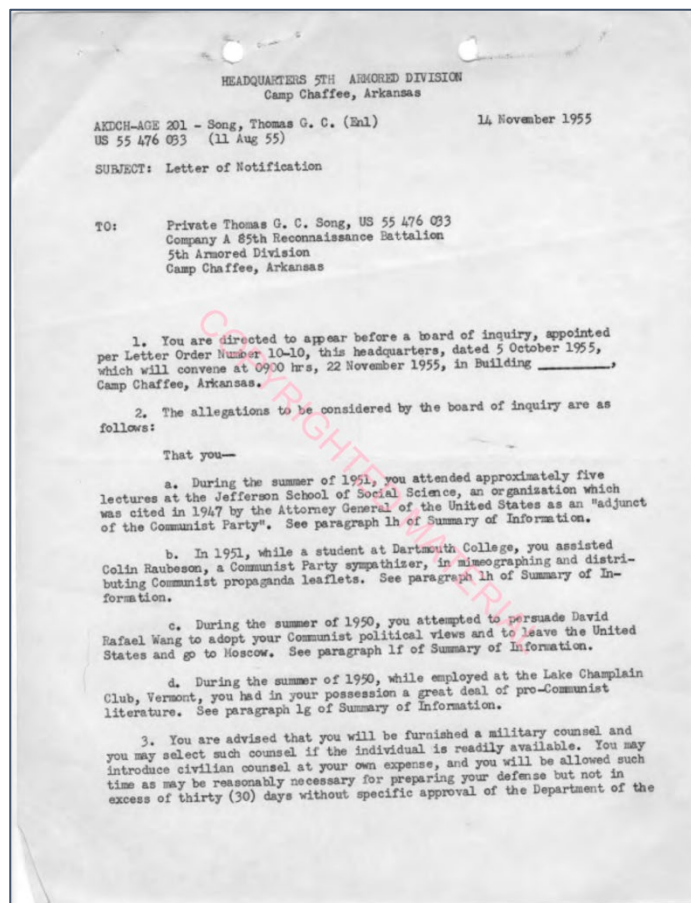 HEADQUARTERS 5TH ARMORED DIVISION
Camp Chaffee, Arkansas
AKDCH-AGE 201 - Song, Thomas G. C. (Enl)
14 November 1955
US 55 476 033 (11 Aug 55)
SUBJECT: Letter of Notification
TO: Private Thomas G. C. Song, US 55 476 033
Company A 85th Reconnaissance Battalion
5th Armored Division
Camp Chaffee, Arkansas
1. You are directed to appear before a board of inquiry, appointed
per Letter Order Number 10-10, this headquarters, dated 5 October 1955,
which will convene at 0900 hrs, 22 November 1955, in Building __________,
Camp Chaffee, Arkansas.
2. The allegations to be considered by the board of inquiry are as
follows:
That you—
a. During the summer of 1951, you attended approximately five
lectures at the Jefferson School of Social Science, an organization which
was cited in 1947 by the Attorney General of the United States as an "adjunct
of the Communist Party". See paragraph 1h of Summary of Information.
b. In 1951, while a student at Dartmouth College, you assisted
Colin Raubeson, a Communist Party sympathizer, in mimeographing and distri-
buting Communist propaganda leaflets. See paragraph 1h of Summary of In-
formation.
c. During the summer of 1950, you attempted to persuade David
Rafael Wang to adopt your Communist political views and to leave the United
States and go to Moscow. See paragraph 1f of Summary of Information.
d. During the summer of 1950, while employed at the Lake Champlain
Club, Vermont, you had in your possession a great deal of pro-Communist
literature. See paragraph 1g of Summary of Information.
3. You are advised that you will be furnished a military counsel and
you may select such counsel if the individual is readily available. You may
introduce civilian counsel at your own expense, and you will be allowed such
time as may be reasonably necessary for preparing your defense but not in
excess of thirty (30) days without specific approval of the Department of the
COPYRIGHTED MATERIAL